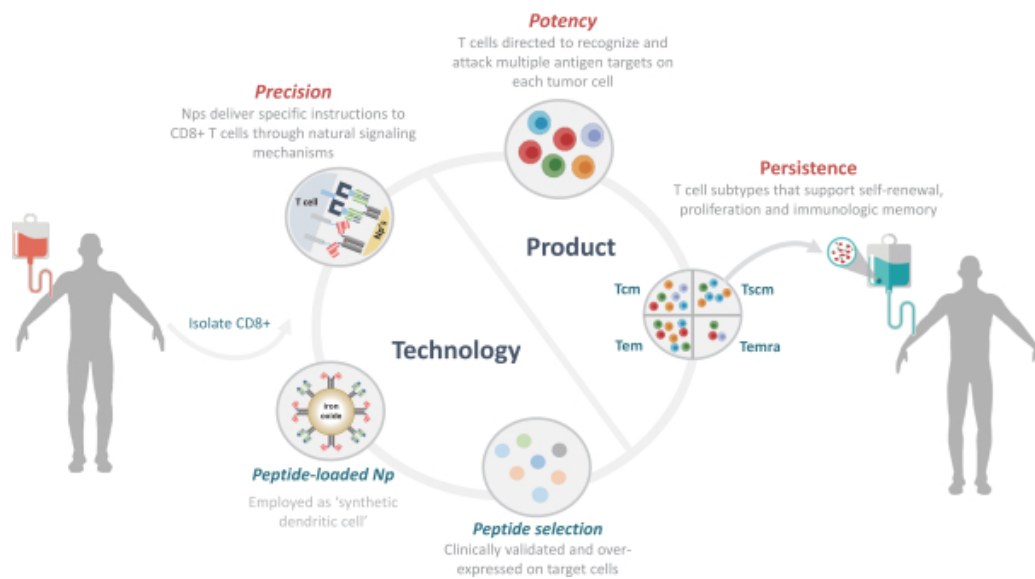 Potency
T cells directed to recognize and
attack multiple antigen targets on
each tumor cell
Precision
Nps deliver specific instructions to
CD8+ T cells through natural signaling
mechanisms
Persistence
T cell subtypes that support self-renewal,
proliferation and immunologic memory
T cell
Np's
Product
Tcm
Tscm
Tem
Temra
Isolate CD8+
Technology
Iron
oxide
Peptide-loaded Np
Employed as ‘synthetic
dendritic cell’
Peptide selection
Clinically validated and over-
expressed on target cells